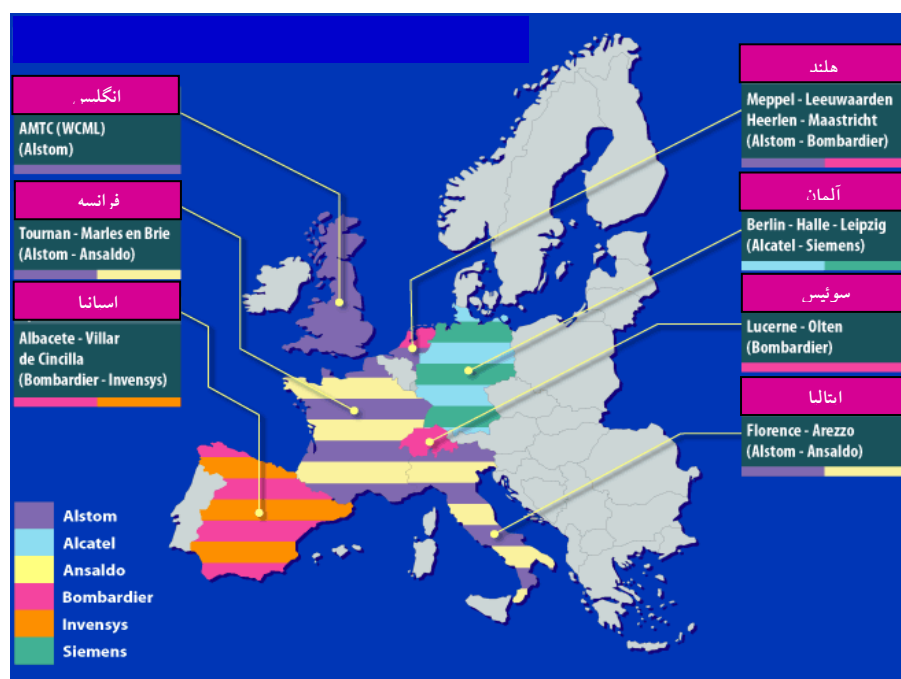 انگلیس
AMTC (WCML)
(Alstom)
فرانسه
Tournan - Marles en Brie
(Alstom - Ansaldo)
اسپانیا
Albacete - Villar
de Cincilla
(Bombardier - Invensys)
هلند
Meppel - Leeuwaarden
Heerlen - Maastricht
(Alstom - Bombardier)
آلمان
Berlin - Halle - Leipzig
(Alcatel - Siemens)
سوئیس
Lucerne - Olten
(Bombardier)
ایتالیا
Florence - Arezzo
(Alstom - Ansaldo)
Alstom
Alcatel
Ansaldo
Bombardier
Invensys
Siemens